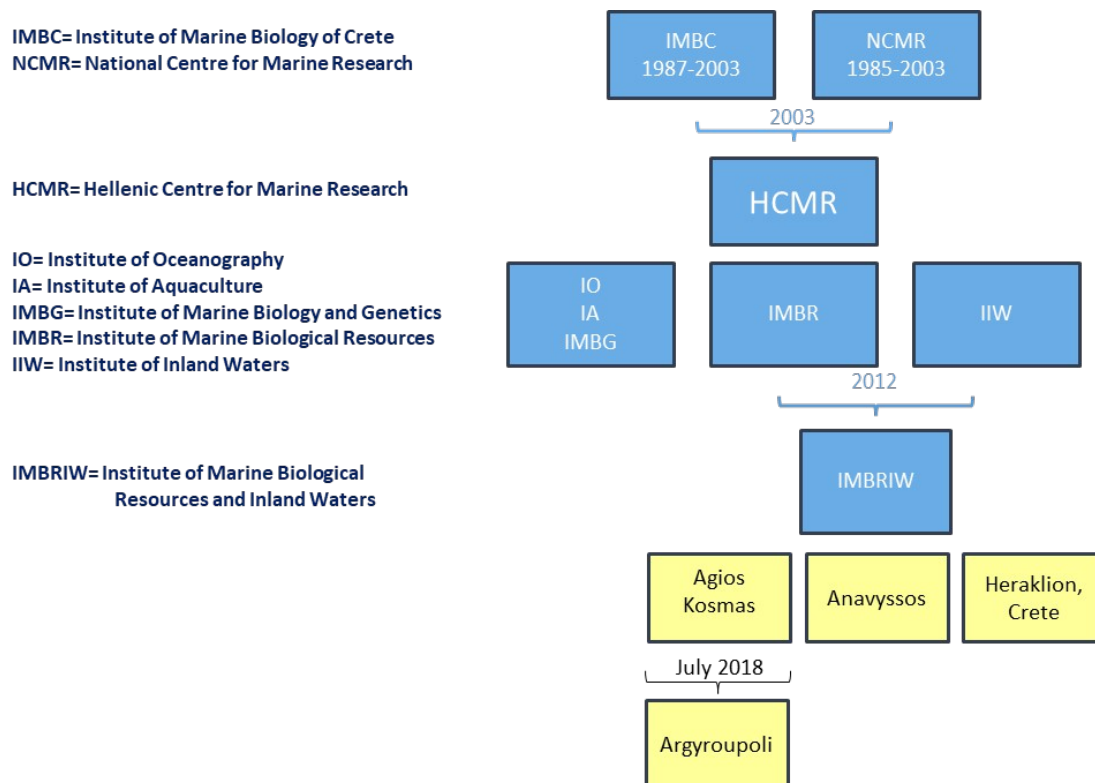 IMBC= Institute of Marine Biology of Crete
NCMR= National Centre for Marine Research
IMBC
1987-2003
NCMR
1985-2003
2003
HCMR= Hellenic Centre for Marine Research
HCMR
IO= Institute of Oceanography
IA= Institute of Aquaculture
IMBG= Institute of Marine Biology and Genetics
IMBR= Institute of Marine Biological Resources
IIW= Institute of Inland Waters
IO
IA
IMBG
IMBR
IIW
2012
IMBRIW= Institute of Marine Biological
Resources and Inland Waters
IMBRIW
Agios
Kosmas
Anavyssos
Heraklion,
Crete
July 2018
Argyroupoli